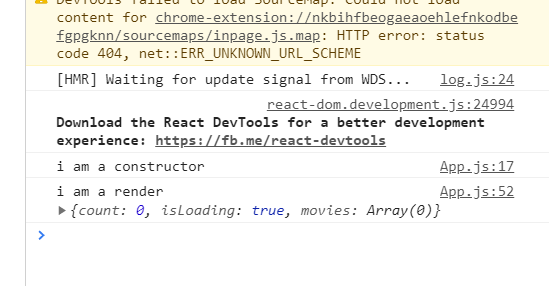 DevTools failed to load SourceMap: Could not load
content for chrome-extension://nkbihfbeogaeaoehlefnkodbe
fgpgknn/sourcemaps/inpage.js.map: HTTP error: status
code 404, net::ERR_UNKNOWN_URL_SCHEME
[HMR] Waiting for update signal from WDS... log.js:24
react-dom.development.js:24994
Download the React DevTools for a better development
experience: https://fb.me/react-devtools
i am a constructor App.js:17
i am a render App.js:52
{count: 0, isLoading: true, movies: Array(0)}